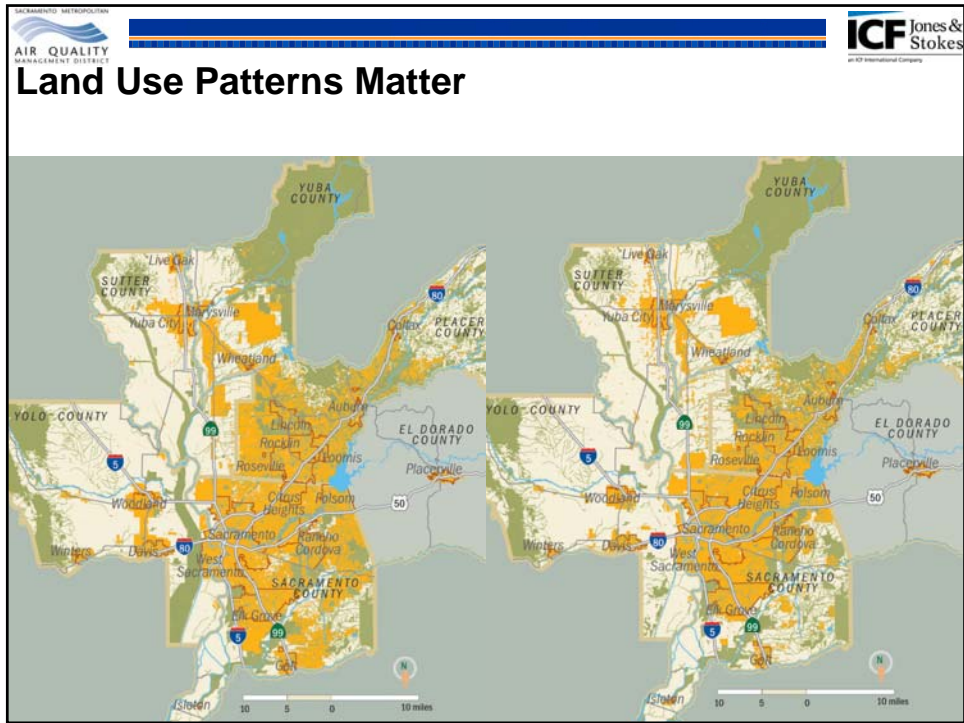 SACRAMENTO METROPOLITAN
AIR QUALITY
MANAGEMENT DISTRICT
ICF Jones &
Stokes
an ICF International Company
Land Use Patterns Matter
YUBA
COUNTY
Live Oak
SUTTER
COUNTY
Marysville
Yuba City
80
Colfax
PLACER
COUNTY
Wheatland
Auburn
YOLO COUNTY
99
Lincoln
EL DORADO
COUNTY
Rocklin
Loomis
5
Roseville
Placerville
Woodland
Citrus
Heights
Folsom
50
Sacramento
Rancho
Cordova
Winters
Davis
80
West
Sacramento
SACRAMENTO
COUNTY
Elk Grove
5
99
Galt
N
Isleton
10 5 0 10 miles
YUBA
COUNTY
Live Oak
SUTTER
COUNTY
Marysville
Yuba City
80
Colfax
PLACER
COUNTY
Wheatland
Auburn
YOLO COUNTY
99
Lincoln
EL DORADO
COUNTY
Rocklin
Loomis
5
Roseville
Placerville
Woodland
Citrus
Heights
Folsom
50
Sacramento
Rancho
Cordova
Winters
Davis
80
West
Sacramento
SACRAMENTO
COUNTY
Elk Grove
5
99
Galt
N
Isleton
10 5 0 10 miles